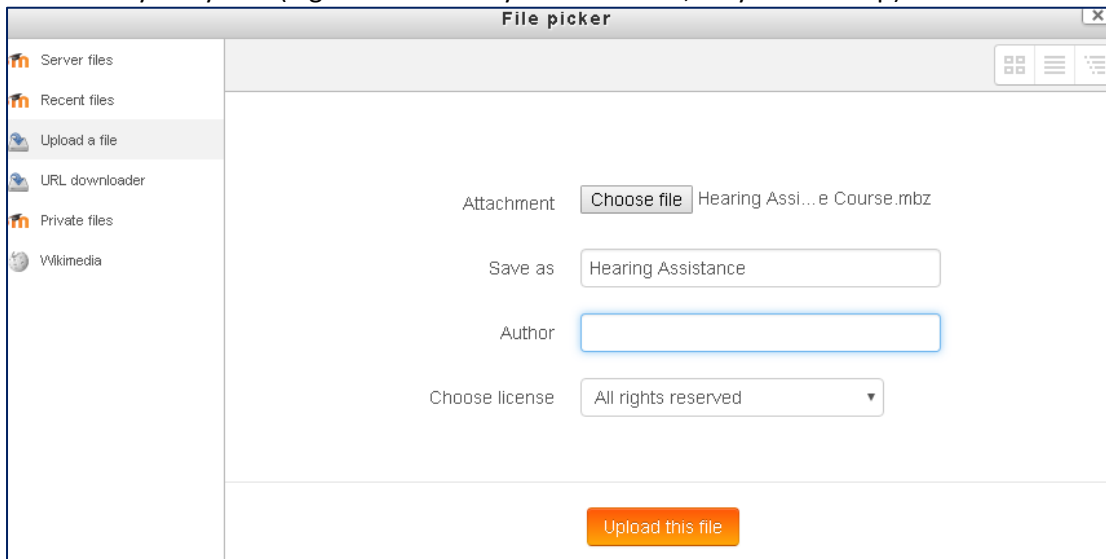 File picker
Server files
Recent files
Upload a file
URL downloader
Private files
Wikimedia
Attachment Choose file Hearing Assi...e Course.mbz
Save as Hearing Assistance
Author
Choose license All rights reserved
Upload this file